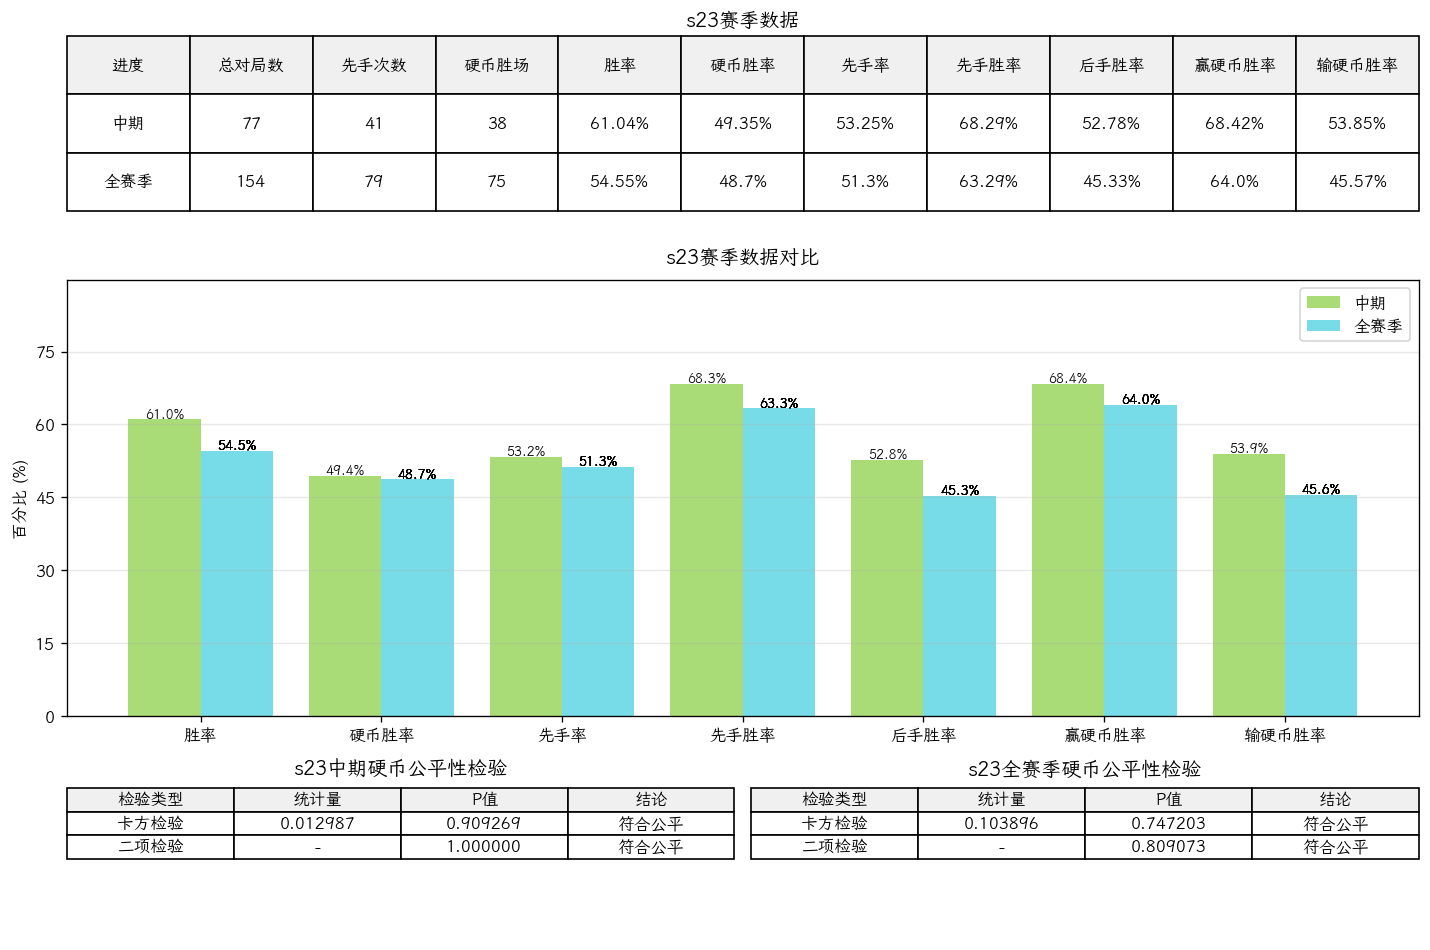 s23赛季数据
进度 总对局数 先手次数 硬币胜场 胜率 硬币胜率 先手率 先手胜率 后手胜率 赢硬币胜率 输硬币胜率
中期 77 41 38 61.04% 49.35% 53.25% 68.29% 52.78% 68.42% 53.85%
全赛季 154 79 75 54.55% 48.7% 51.3% 63.29% 45.33% 64.0% 45.57%
s23赛季数据对比
中期
全赛季
百分比 (%)
75
60
45
30
15
0
61.0% 54.5% 49.4% 48.7% 53.2% 51.3% 68.3% 63.3% 52.8% 45.3% 68.4% 64.0% 53.9% 45.6%
胜率 硬币胜率 先手率 先手胜率 后手胜率 赢硬币胜率 输硬币胜率
s23中期硬币公平性检验
检验类型 统计量 P值 结论
卡方检验 0.012987 0.909269 符合公平
二项检验 - 1.000000 符合公平
s23全赛季硬币公平性检验
检验类型 统计量 P值 结论
卡方检验 0.103896 0.747203 符合公平
二项检验 - 0.809073 符合公平